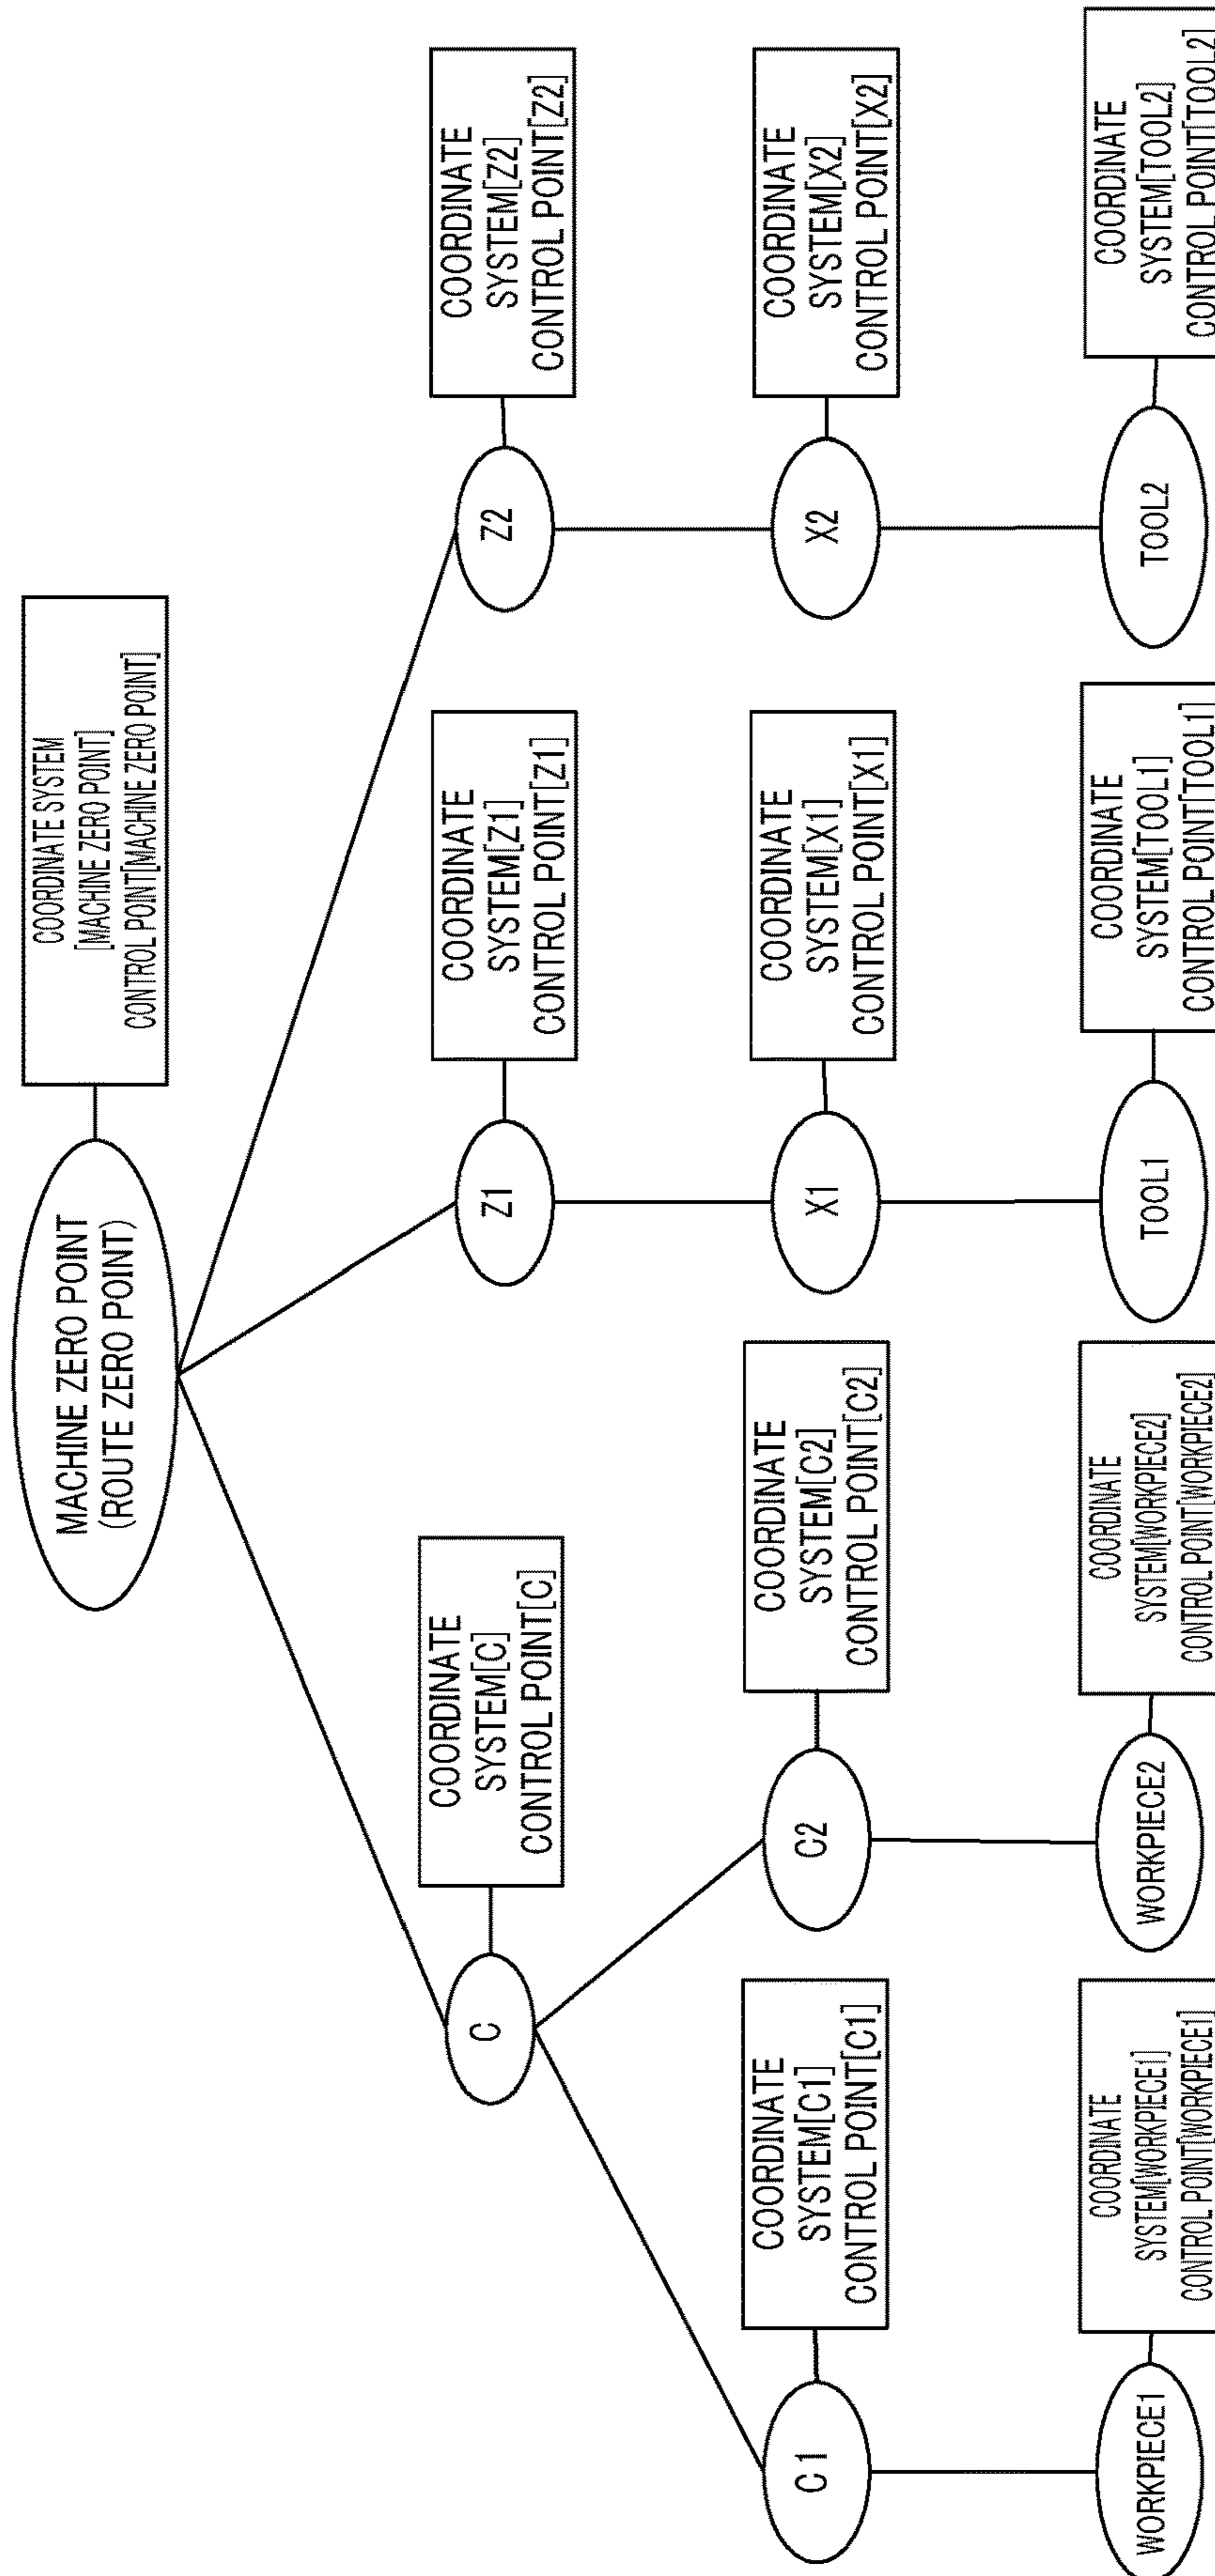 MACHINE ZERO POINT
(ROUTE ZERO POINT)
COORDINATE SYSTEM
[MACHINE ZERO POINT]
CONTROL POINT[MACHINE ZERO POINT]
C
COORDINATE
SYSTEM[C]
CONTROL POINT[C]
Z1
COORDINATE
SYSTEM[Z1]
CONTROL POINT[Z1]
Z2
COORDINATE
SYSTEM[Z2]
CONTROL POINT[Z2]
C1
COORDINATE
SYSTEM[C1]
CONTROL POINT[C1]
C2
COORDINATE
SYSTEM[C2]
CONTROL POINT[C2]
X1
COORDINATE
SYSTEM[X1]
CONTROL POINT[X1]
X2
COORDINATE
SYSTEM[X2]
CONTROL POINT[X2]
WORKPIECE1
COORDINATE
SYSTEM[WORKPIECE1]
CONTROL POINT[WORKPIECE1]
WORKPIECE2
COORDINATE
SYSTEM[WORKPIECE2]
CONTROL POINT[WORKPIECE2]
TOOL1
COORDINATE
SYSTEM[TOOL1]
CONTROL POINT[TOOL1]
TOOL2
COORDINATE
SYSTEM[TOOL2]
CONTROL POINT[TOOL2]